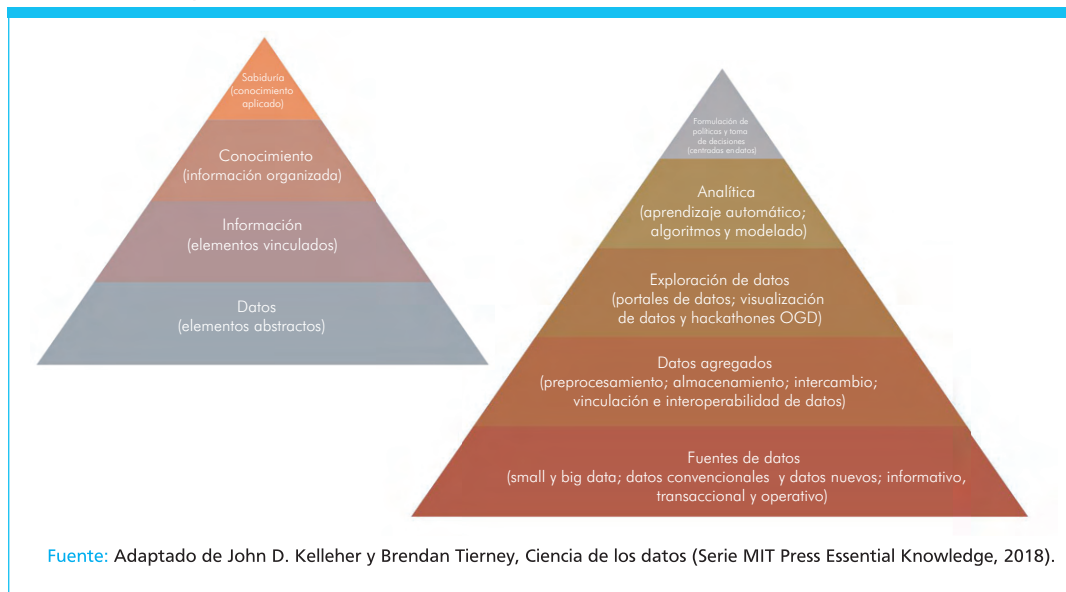 Sabiduría
(conocimiento
aplicado)
Conocimiento
(información organizada)
Información
(elementos vinculados)
Datos
(elementos abstractos)
Formulación de
políticas y toma
de decisiones
(centradas en datos)
Analítica
(aprendizaje automático;
algoritmos y modelado)
Exploración de datos
(portales de datos; visualización
de datos y hackathones OGD)
Datos agregados
(preprocesamiento; almacenamiento; intercambio;
vinculación e interoperabilidad de datos)
Fuentes de datos
(small y big data; datos convencionales y datos nuevos; informativo,
transaccional y operativo)
Fuente: Adaptado de John D. Kelleher y Brendan Tierney, Ciencia de los datos (Serie MIT Press Essential Knowledge, 2018).